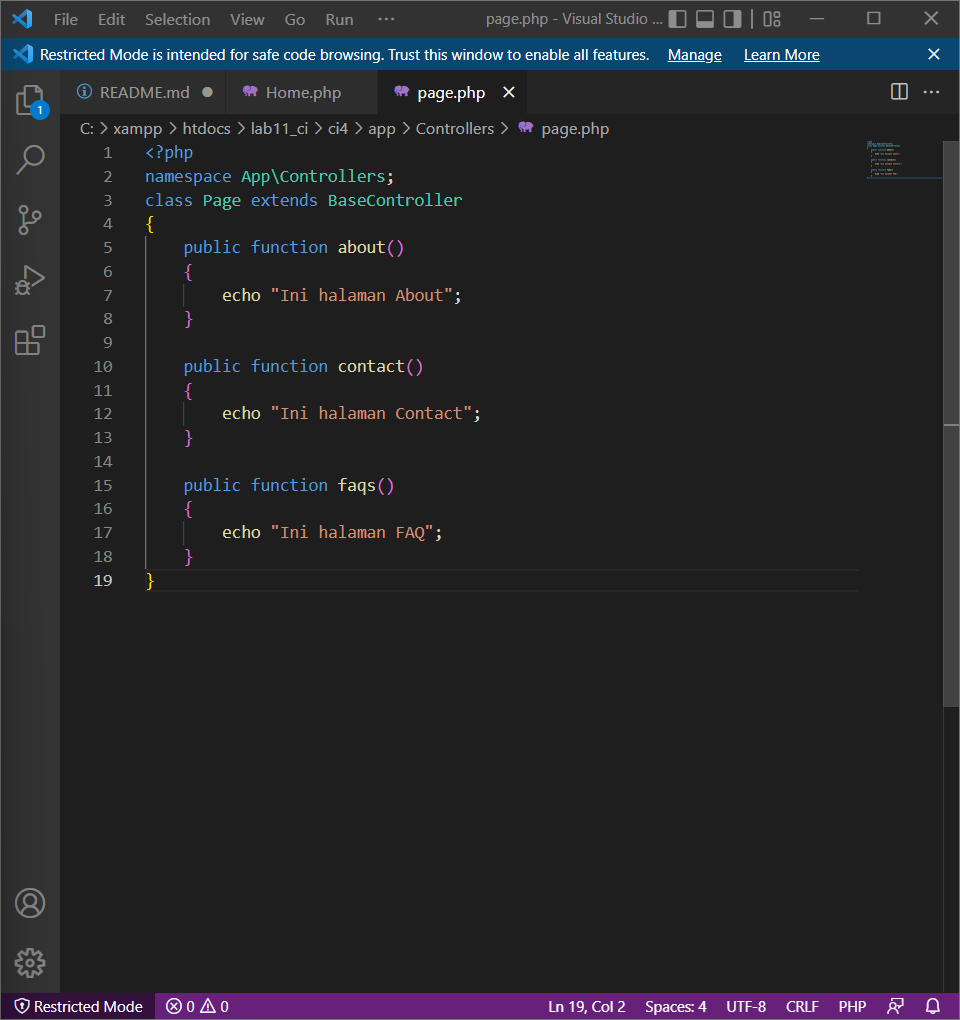 File Edit Selection View Go Run ··· page.php - Visual Studio ...
Restricted Mode is intended for safe code browsing. Trust this window to enable all features. Manage Learn More
README.md Home.php page.php
C: > xampp > htdocs > lab11_ci > ci4 > app > Controllers > page.php
1 <?php
2 namespace App\Controllers;
3 class Page extends BaseController
4 {
5     public function about()
6     {
7         echo "Ini halaman About";
8     }
9
10     public function contact()
11     {
12         echo "Ini halaman Contact";
13     }
14
15     public function faqs()
16     {
17         echo "Ini halaman FAQ";
18     }
19 }
1
Restricted Mode 0 0 Ln 19, Col 2 Spaces: 4 UTF-8 CRLF PHP